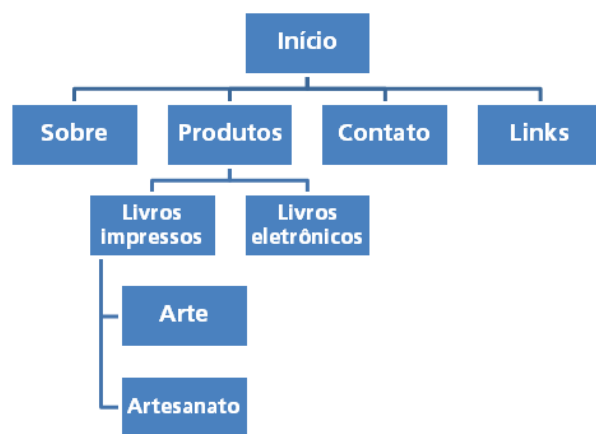 Início
Sobre
Produtos
Contato
Links
Livros
impressos
Livros
eletrônicos
Arte
Artesanato